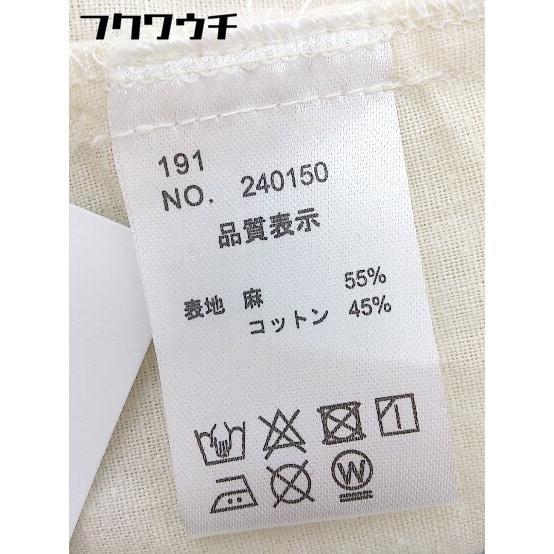 フクワウチ
191
NO. 240150
品質表示
表地 麻 55%
コットン 45%
W